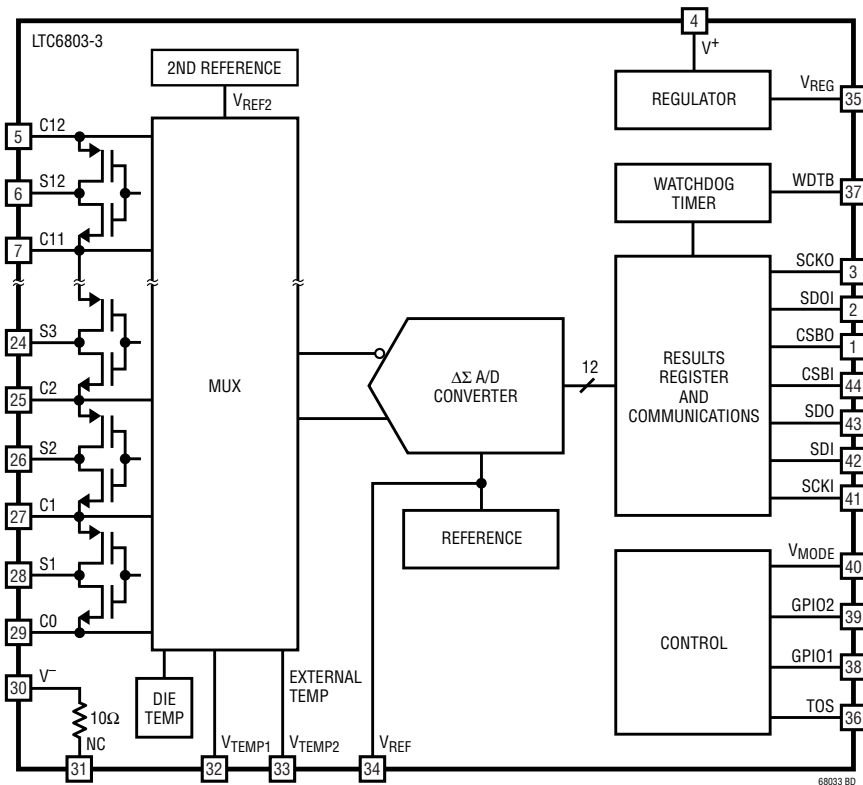 LTC6803-3
4
V+
2ND REFERENCE
VREF2
REGULATOR
VREG
35
5
C12
6
S12
7
C11
WATCHDOG
TIMER
WDTB
37
24
S3
25
C2
26
S2
27
C1
28
S1
29
C0
30
V−
10Ω
NC
31
MUX
ΔΣ A/D
CONVERTER
12
REFERENCE
RESULTS
REGISTER
AND
COMMUNICATIONS
SCKO
3
SDOI
2
CSBO
1
CSBI
44
SDO
43
SDI
42
SCKI
41
CONTROL
VMODE
40
GPIO2
39
GPIO1
38
TOS
36
DIE
TEMP
EXTERNAL
TEMP
VTEMP1
32
VTEMP2
33
VREF
34
68033 BD